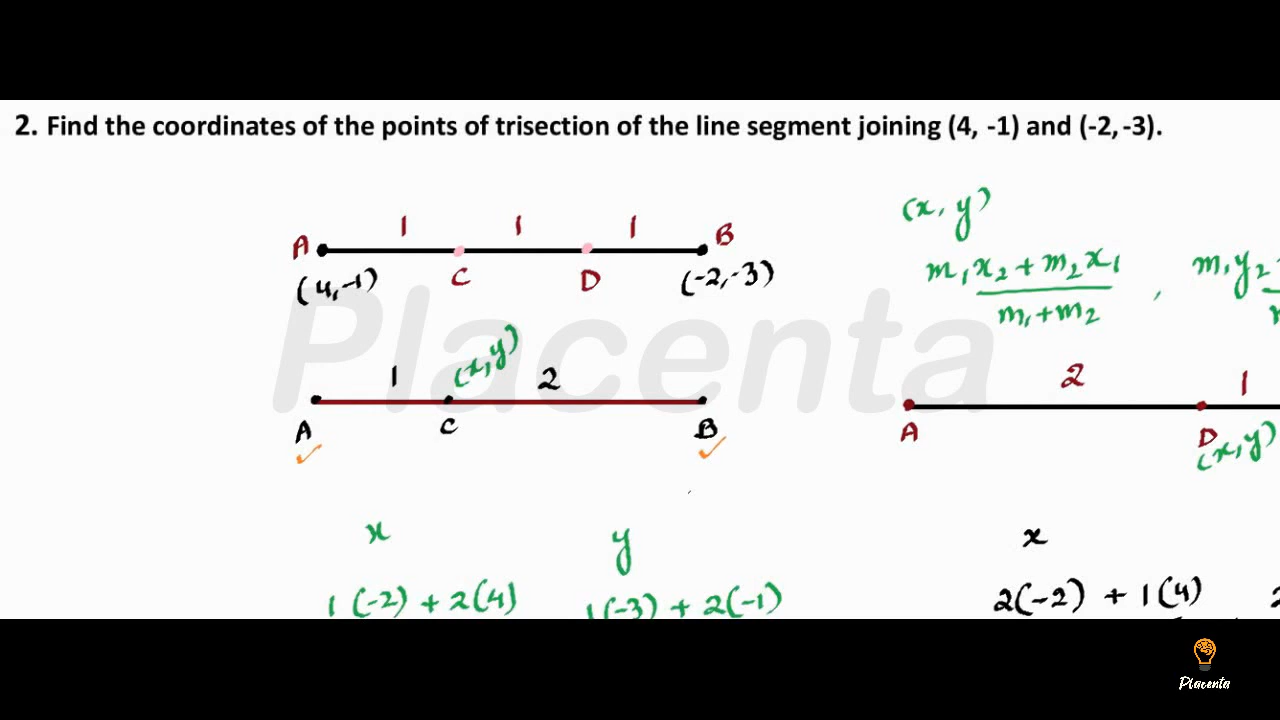 2. Find the coordinates of the points of trisection of the line segment joining (4, -1) and (-2, -3).
(x, y)
1 1 1
A B
C D
(4,-1) (-2,-3)
m₁x₂ + m₂x₁ , m₁y₂
m₁ + m₂
Placenta
1 (x,y) 2
A C B
2 1
A D
(x,y)
x y
1(-2) + 2(4) 1(-3) + 2(-1)
x
2(-2) + 1(4)
Placenta